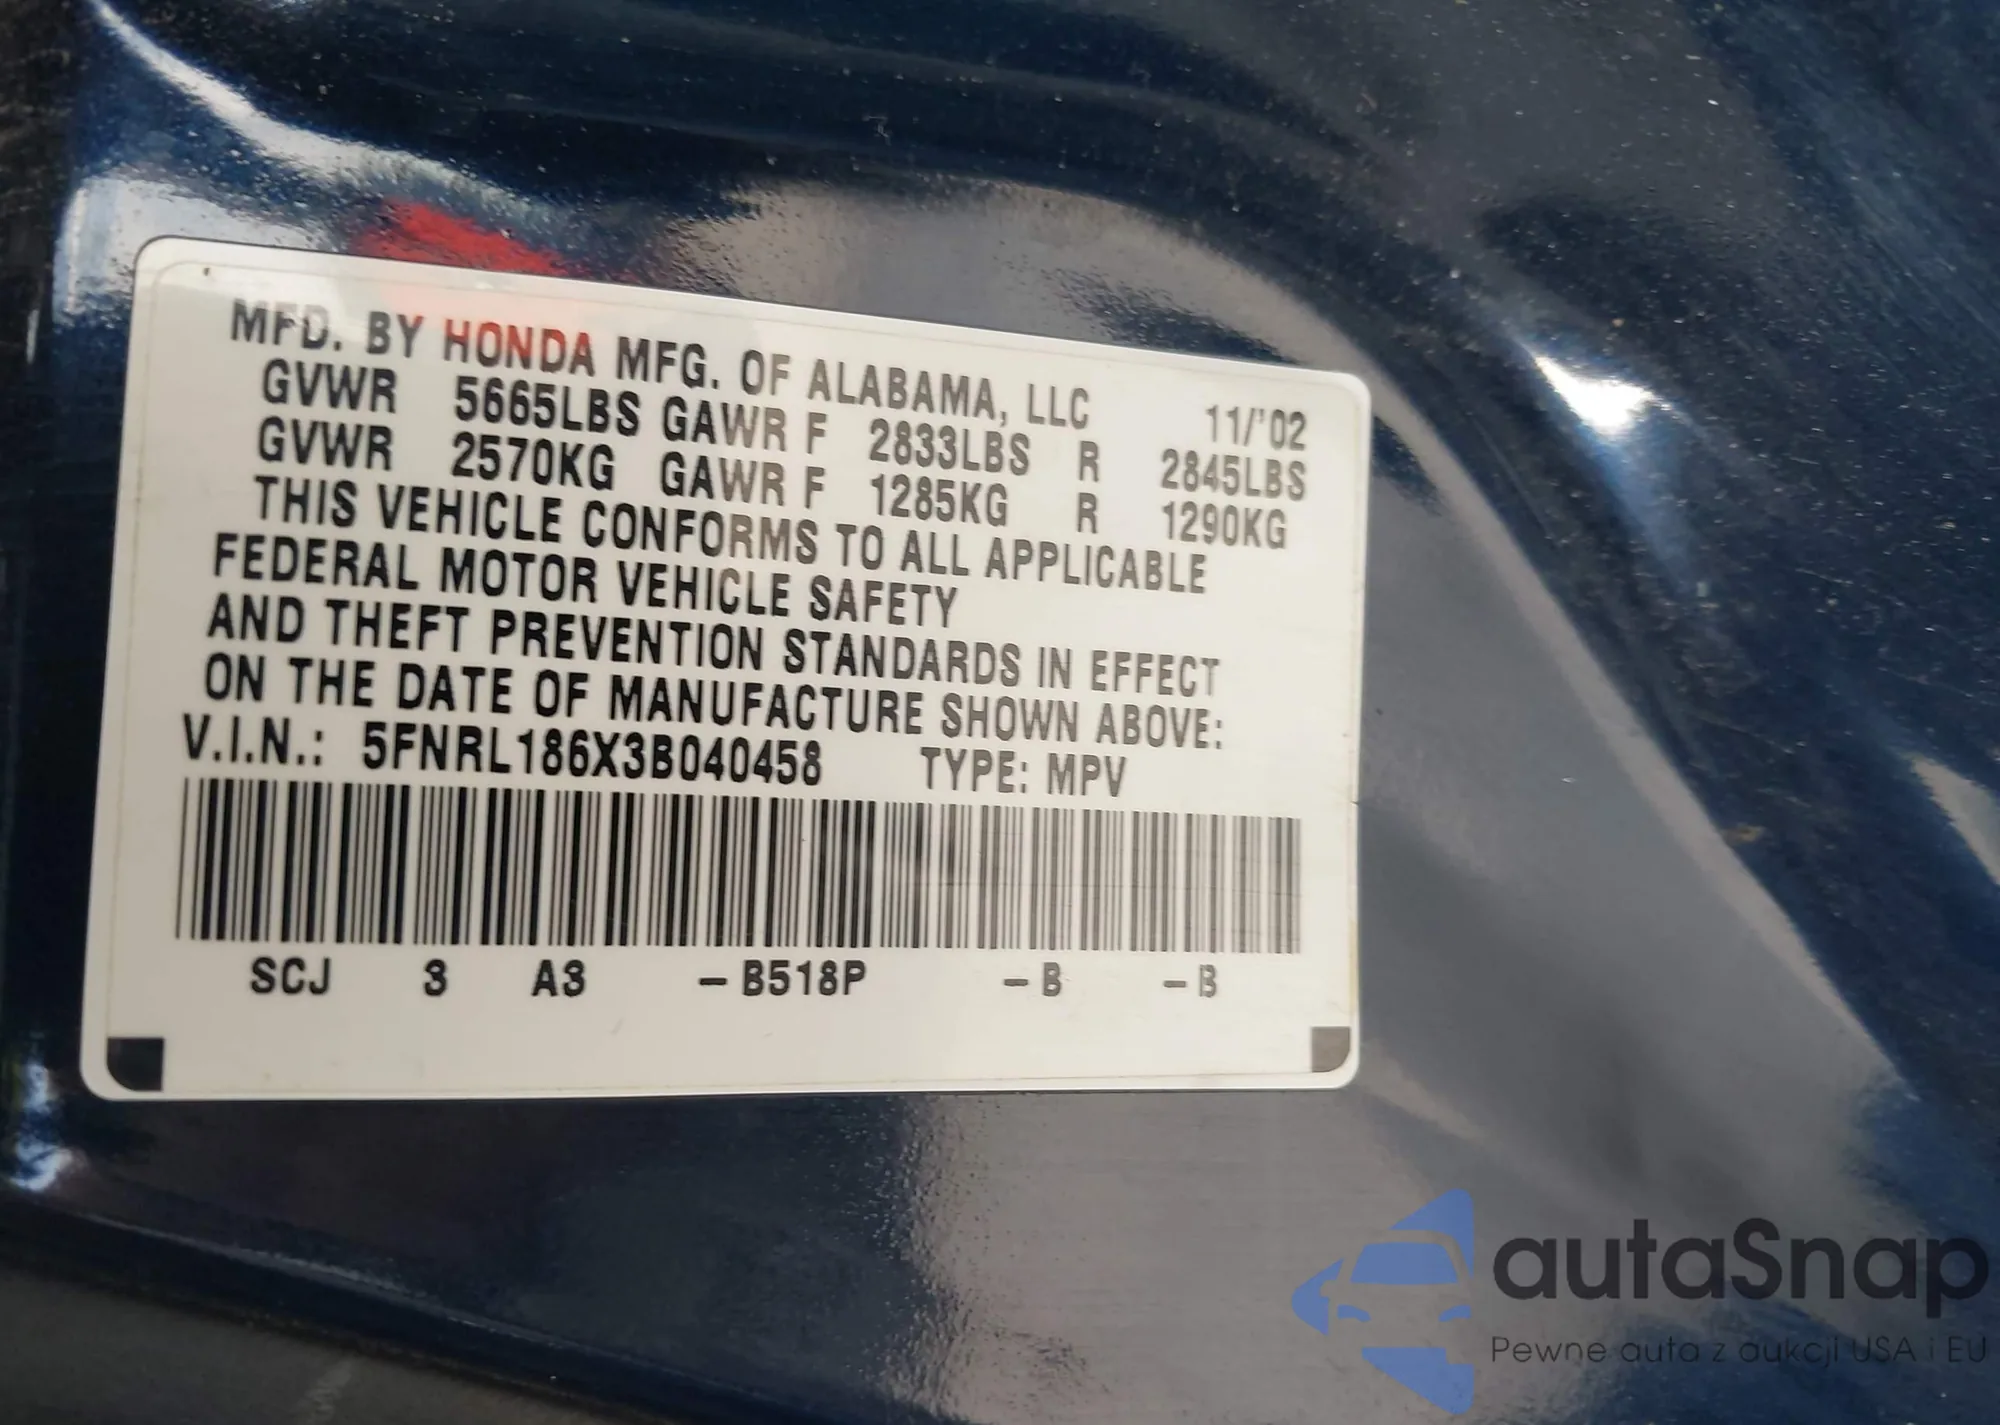 MFD. BY HONDA MFG. OF ALABAMA, LLC 11/'02
GVWR 5665LBS GAWR F 2833LBS R 2845LBS
GVWR 2570KG GAWR F 1285KG R 1290KG
THIS VEHICLE CONFORMS TO ALL APPLICABLE
FEDERAL MOTOR VEHICLE SAFETY
AND THEFT PREVENTION STANDARDS IN EFFECT
ON THE DATE OF MANUFACTURE SHOWN ABOVE:
V.I.N.: 5FNRL186X3B040458 TYPE: MPV
SCJ 3 A3 -B518P -B -B
autaSnap
Pewne auta z aukcji USA i EU